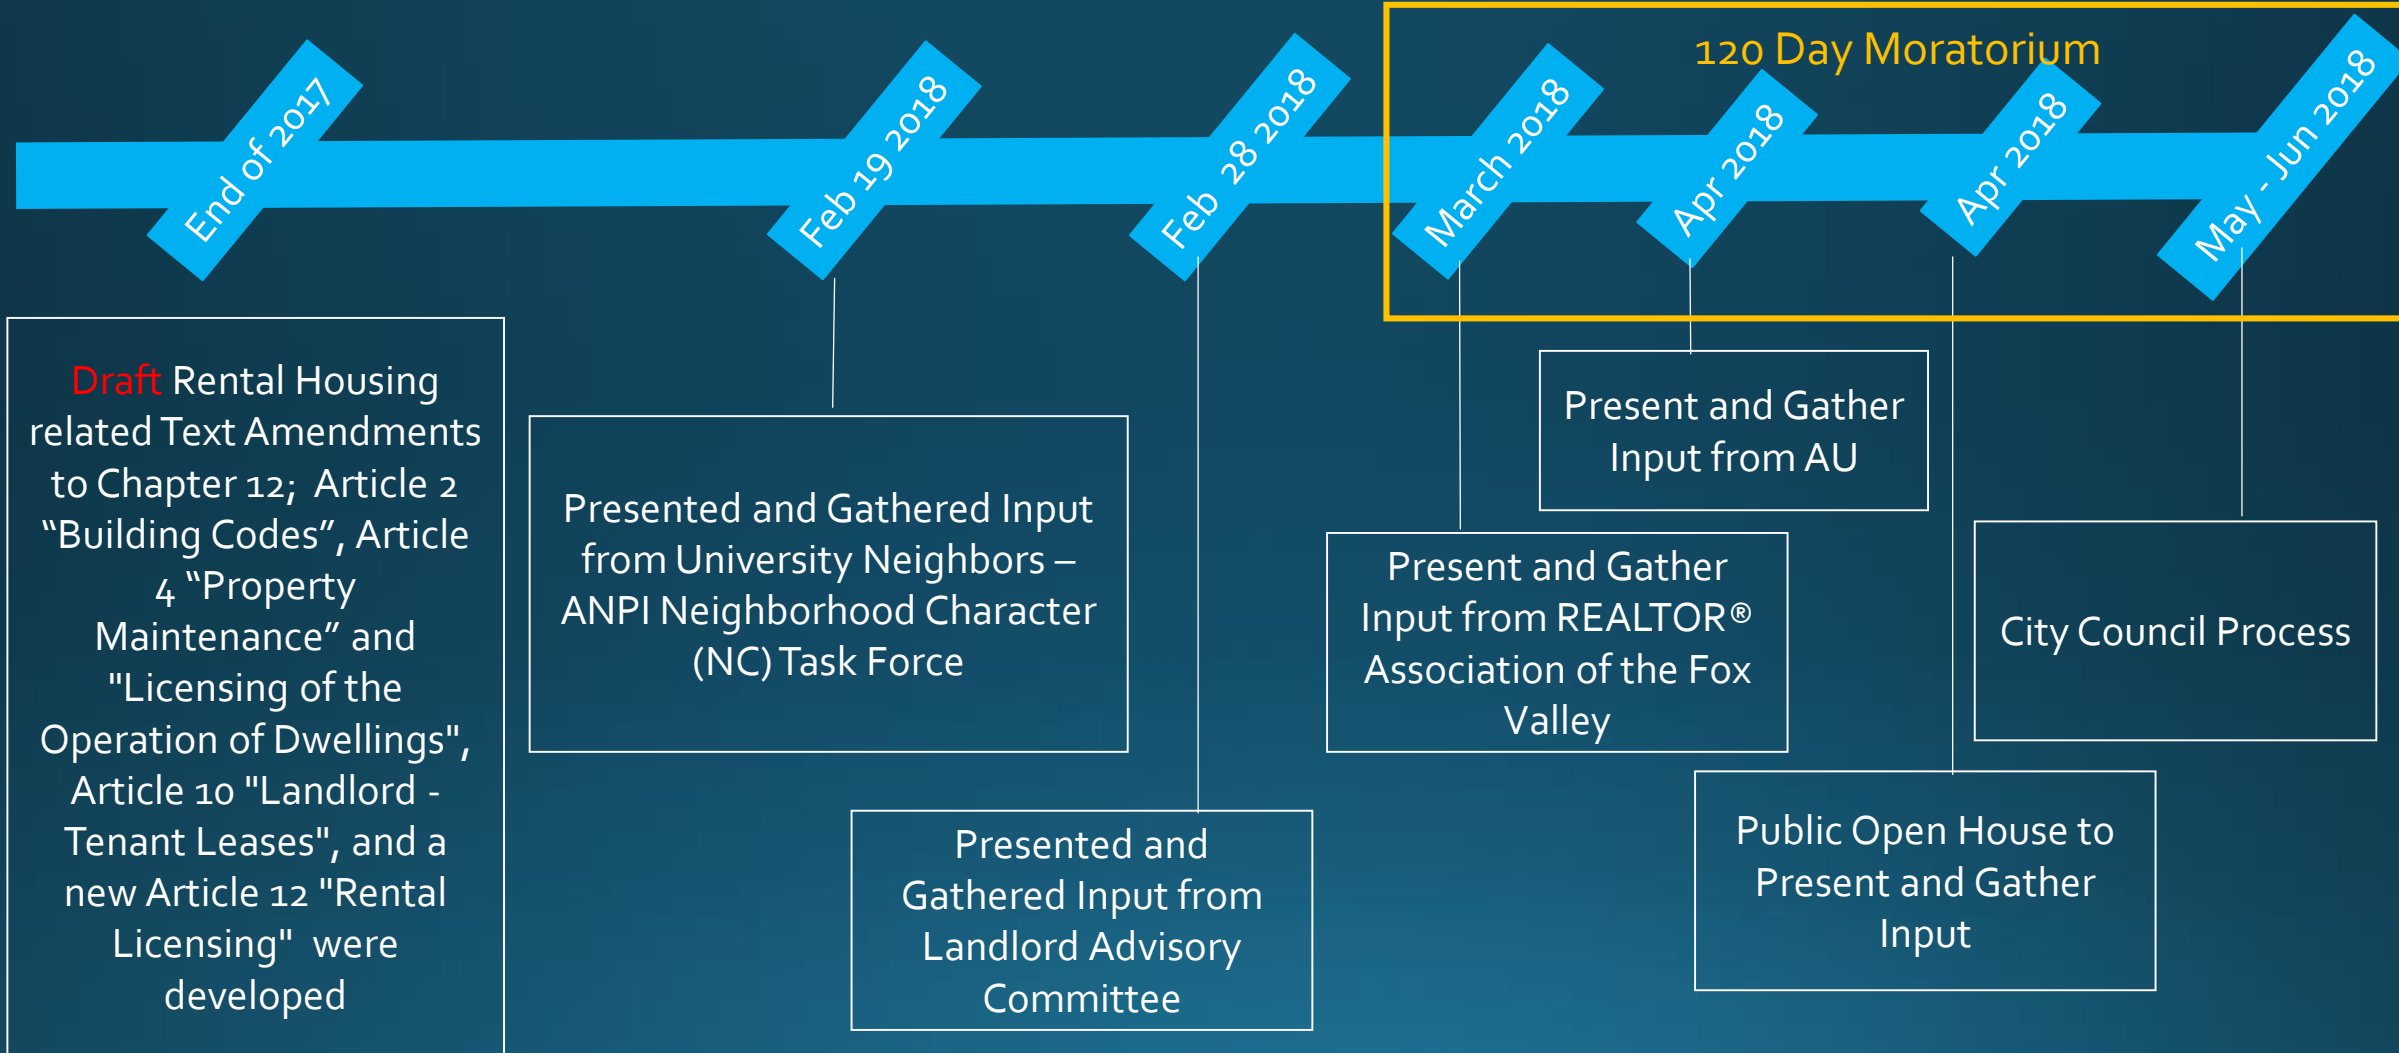 120 Day Moratorium
End of 2017
Feb 19 2018
Feb  28 2018
March 2018
Apr 2018
Apr 2018
May - Jun 2018
Draft Rental Housing
related Text Amendments
to Chapter 12;  Article 2
“Building Codes”, Article
4 “Property
Maintenance” and
"Licensing of the
Operation of Dwellings",
Article 10 "Landlord -
Tenant Leases", and a
new Article 12 "Rental
Licensing"  were
developed
Presented and Gathered Input
from University Neighbors –
ANPI Neighborhood Character
(NC) Task Force
Presented and
Gathered Input from
Landlord Advisory
Committee
Present and Gather
Input from REALTOR®
Association of the Fox
Valley
Present and Gather
Input from AU
Public Open House to
Present and Gather
Input
City Council Process